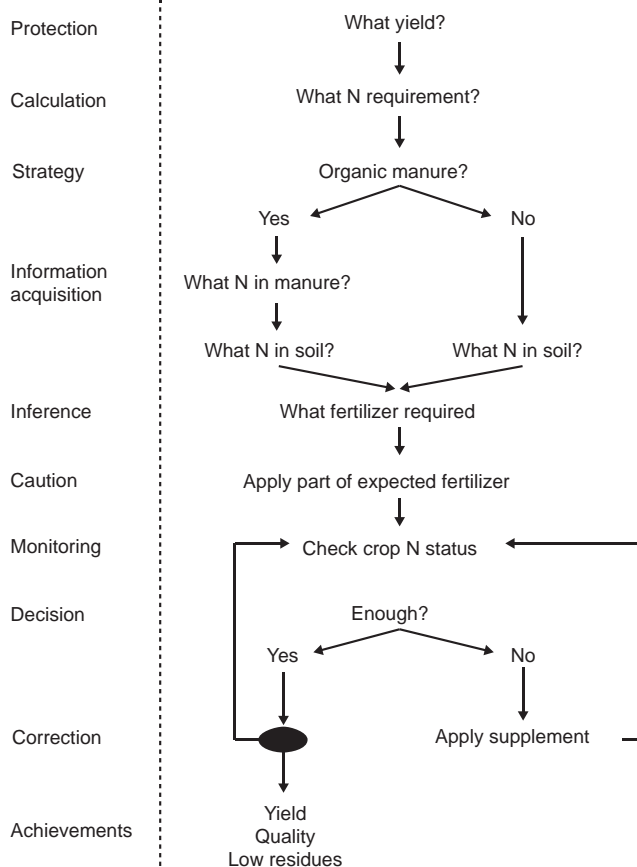 Protection
What yield?
Calculation
What N requirement?
Strategy
Organic manure?
Yes
No
Information
acquisition
What N in manure?
What N in soil?
What N in soil?
Inference
What fertilizer required
Caution
Apply part of expected fertilizer
Monitoring
Check crop N status
Decision
Enough?
Yes
No
Correction
Apply supplement
Achievements
Yield
Quality
Low residues